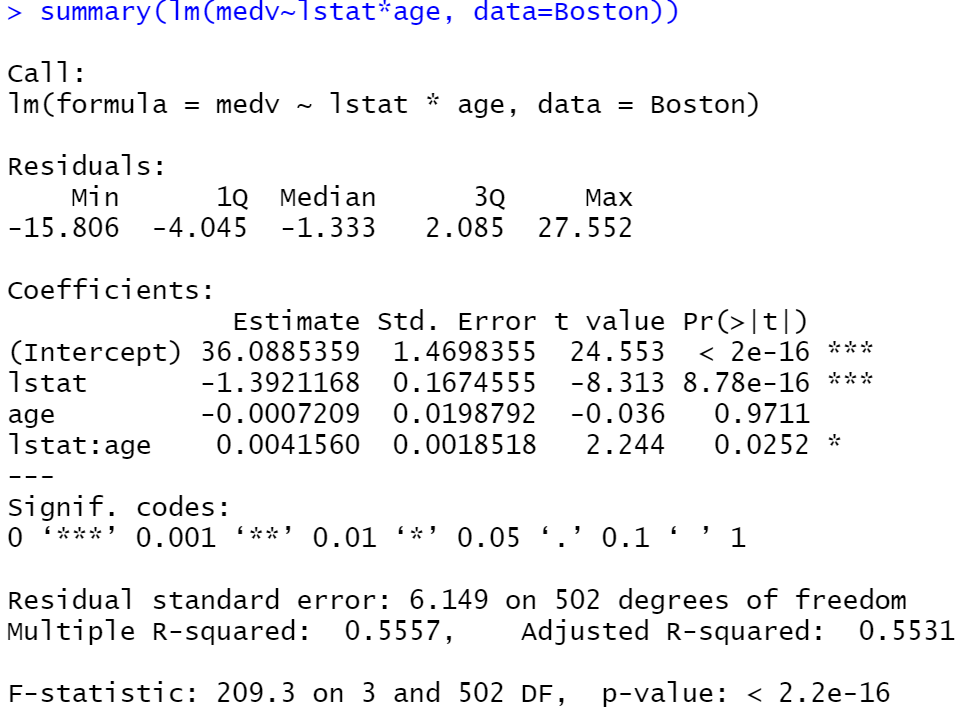 > summary(lm(medv~lstat*age, data=Boston))
Call:
lm(formula = medv ~ lstat * age, data = Boston)
Residuals:
    Min      1Q  Median      3Q     Max
-15.806  -4.045  -1.333   2.085  27.552
Coefficients:
              Estimate Std. Error t value Pr(>|t|)
(Intercept) 36.0885359  1.4698355  24.553  < 2e-16 ***
lstat       -1.3921168  0.1674555  -8.313 8.78e-16 ***
age         -0.0007209  0.0198792  -0.036   0.9711
lstat:age    0.0041560  0.0018518   2.244   0.0252 *
---
Signif. codes:
0 ‘***’ 0.001 ‘**’ 0.01 ‘*’ 0.05 ‘.’ 0.1 ‘ ’ 1
Residual standard error: 6.149 on 502 degrees of freedom
Multiple R-squared:  0.5557,	Adjusted R-squared:  0.5531
F-statistic: 209.3 on 3 and 502 DF,  p-value: < 2.2e-16